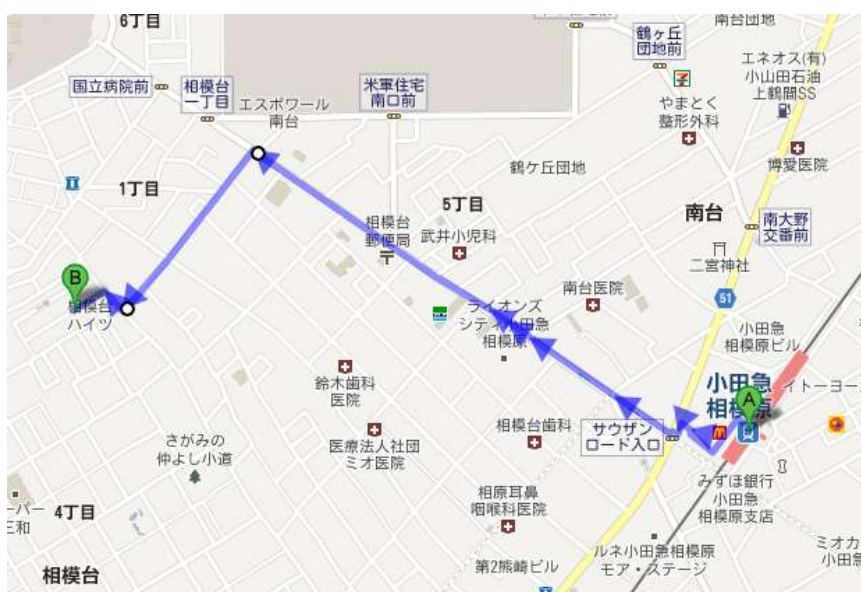 6丁目
南台団地
国立病院前
相模台
一丁目
エスポワール
南台
米軍住宅
南口前
鶴ヶ丘
団地前
エネオス(有)
小山田石油
上鶴間SS
やまとく
整形外科
博愛医院
1丁目
鶴ケ丘団地
5丁目
南台
相模台
郵便局
武井小児科
南大野
交番前
二宮神社
B
相模台
ハイツ
南台医院
51
ライオンズ
シティ小田急
相模原
小田急
相模原ビル
鈴木歯科
医院
小田急
相模原
A
イトーヨー
さがみの
仲よし小道
医療法人社団
ミオ医院
相模台歯科
サウザン
ロード入口
みずほ銀行
小田急
相模原支店
相原耳鼻
咽喉科医院
ーパー
三和
4丁目
相模台
第2熊崎ビル
ルネ小田急相模原
モア・ステージ
ミオカ
小田急